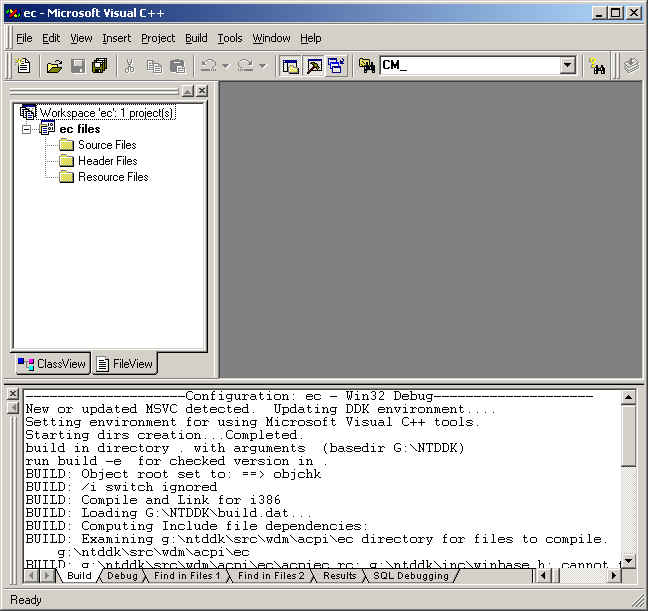 ec - Microsoft Visual C++
File Edit View Insert Project Build Tools Window Help
CM_
Workspace 'ec': 1 project(s)
ec files
Source Files
Header Files
Resource Files
ClassView FileView
--------------------Configuration: ec - Win32 Debug--------------------
New or updated MSVC detected.  Updating DDK environment....
Setting environment for using Microsoft Visual C++ tools.
Starting dirs creation...Completed.
build in directory . with arguments  (basedir G:\NTDDK)
run build -e  for checked version in .
BUILD: Object root set to: ==> objchk
BUILD: /i switch ignored
BUILD: Compile and Link for i386
BUILD: Loading G:\NTDDK\build.dat...
BUILD: Computing Include file dependencies:
BUILD: Examining g:\ntddk\src\wdm\acpi\ec directory for files to compile.
g:\ntddk\src\wdm\acpi\ec
BUILD: g:\ntddk\src\wdm\acpi\ec\acpiec.rc: g:\ntddk\inc\winbase.h: cannot
Build Debug Find in Files 1 Find in Files 2 Results SQL Debugging
Ready